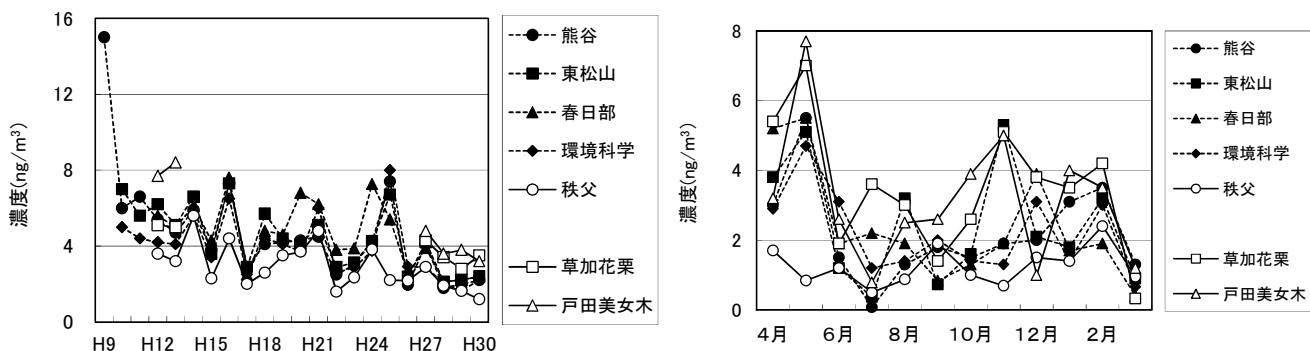 16
12
8
4
0
濃度(ng/m³)
H9 H12 H15 H18 H21 H24 H27 H30
熊谷
東松山
春日部
環境科学
秩父
草加花栗
戸田美女木
8
6
4
2
0
濃度(ng/m³)
4月 6月 8月 10月 12月 2月
熊谷
東松山
春日部
環境科学
秩父
草加花栗
戸田美女木